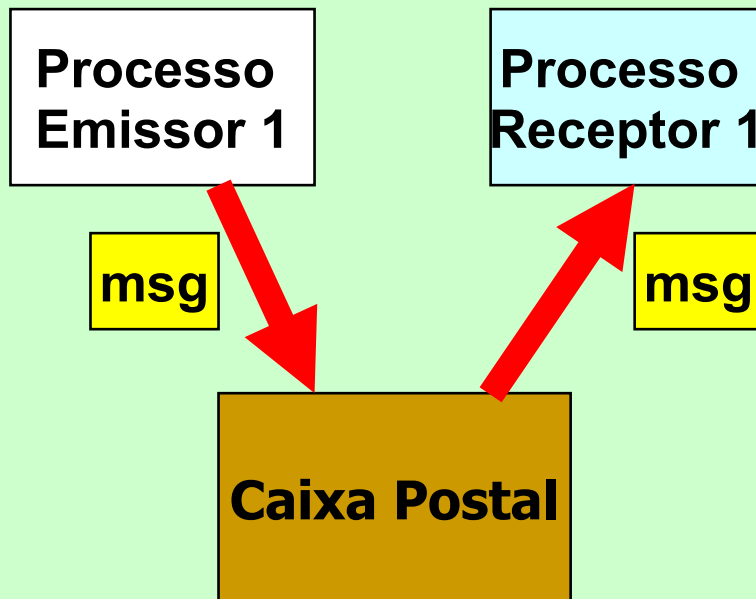 Processo
Emissor 1
Processo
Receptor 1
msg
msg
Caixa Postal